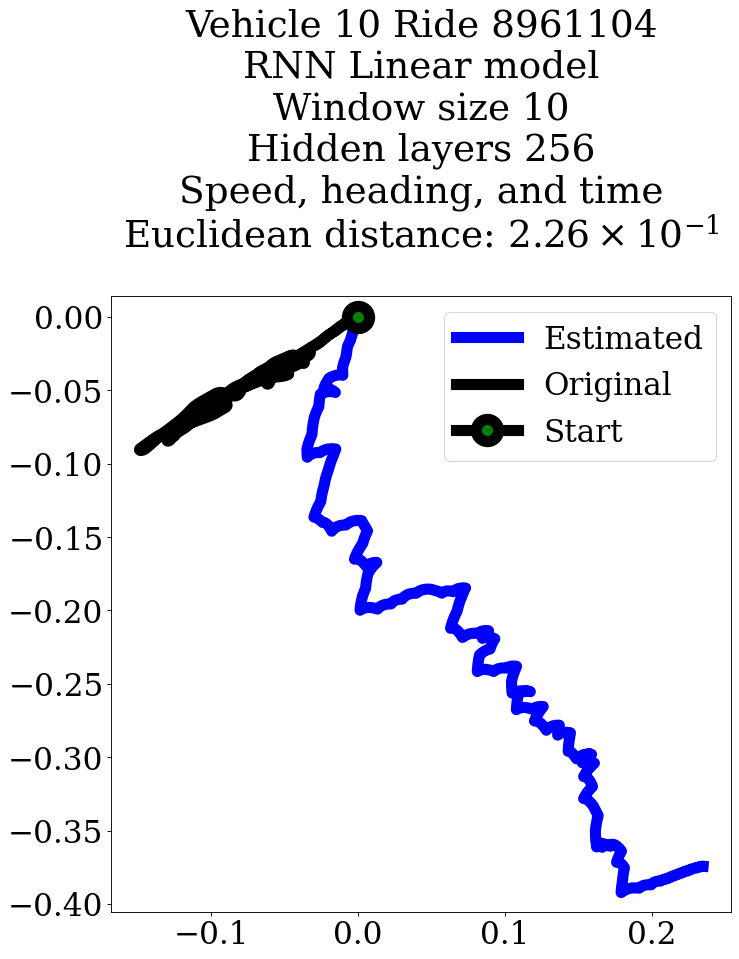 Vehicle 10 Ride 8961104
RNN Linear model
Window size 10
Hidden layers 256
Speed, heading, and time
Euclidean distance: 2.26 × 10⁻¹
Estimated
Original
Start
0.00
−0.05
−0.10
−0.15
−0.20
−0.25
−0.30
−0.35
−0.40
−0.1
0.0
0.1
0.2